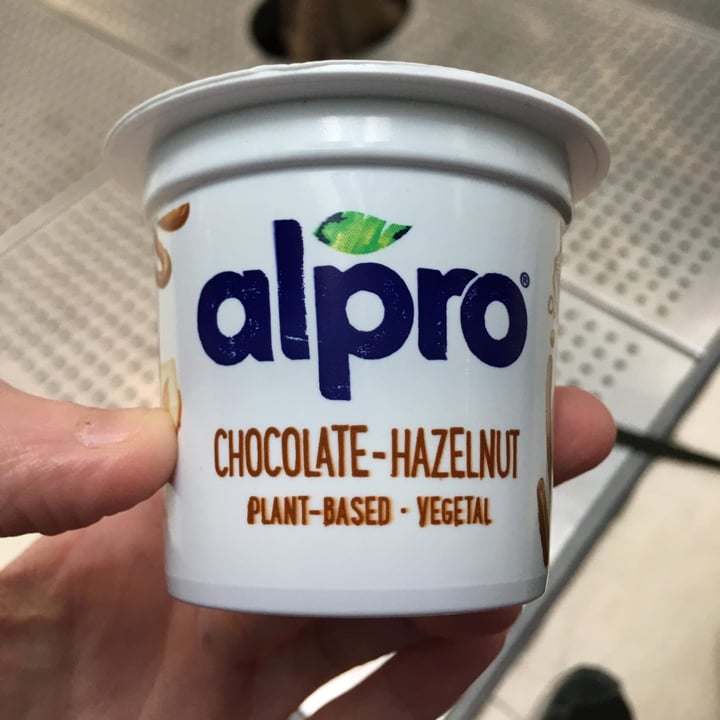 alpro®
CHOCOLATE-HAZELNUT
PLANT-BASED · VEGETAL